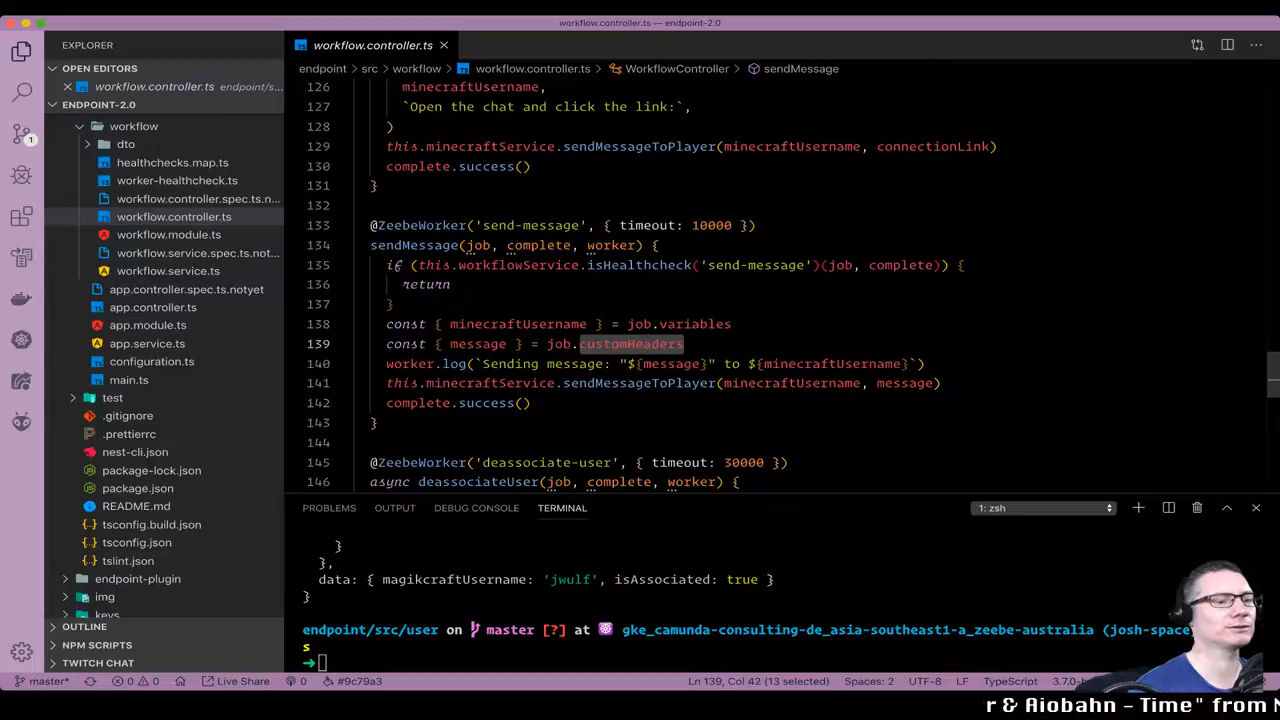 workflow.controller.ts — endpoint-2.0
EXPLORER
workflow.controller.ts
OPEN EDITORS
workflow.controller.ts endpoint/s...
ENDPOINT-2.0
workflow
dto
healthchecks.map.ts
worker-healthcheck.ts
workflow.controller.spec.ts.n...
workflow.controller.ts
workflow.module.ts
workflow.service.spec.ts.not...
workflow.service.ts
app.controller.spec.ts.notyet
app.controller.ts
app.module.ts
app.service.ts
configuration.ts
main.ts
test
.gitignore
.prettierrc
nest-cli.json
package-lock.json
package.json
README.md
tsconfig.build.json
tsconfig.json
tslint.json
endpoint-plugin
img
keys
OUTLINE
NPM SCRIPTS
TWITCH CHAT
1
endpoint > src > workflow > workflow.controller.ts > WorkflowController > sendMessage
126 minecraftUsername,
127 `Open the chat and click the link:`,
128 )
129 this.minecraftService.sendMessageToPlayer(minecraftUsername, connectionLink)
130 complete.success()
131 }
132
133 @ZeebeWorker('send-message', { timeout: 10000 })
134 sendMessage(job, complete, worker) {
135 if (this.workflowService.isHealthcheck('send-message')(job, complete)) {
136 return
137 }
138 const { minecraftUsername } = job.variables
139 const { message } = job.customHeaders
140 worker.log(`Sending message: "${message}" to ${minecraftUsername}`)
141 this.minecraftService.sendMessageToPlayer(minecraftUsername, message)
142 complete.success()
143 }
144
145 @ZeebeWorker('deassociate-user', { timeout: 30000 })
146 async deassociateUser(job, complete, worker) {
PROBLEMS OUTPUT DEBUG CONSOLE TERMINAL 1: zsh
}
},
data: { magikcraftUsername: 'jwulf', isAssociated: true }
}
endpoint/src/user on master [?] at gke_camunda-consulting-de_asia-southeast1-a_zeebe-australia (josh-space)
s
➜
master* 0 0 Live Share 0 #9c79a3 Ln 139, Col 42 (13 selected) Spaces: 2 UTF-8 LF TypeScript 3.7.0-
r & Aiobahn - Time" from N